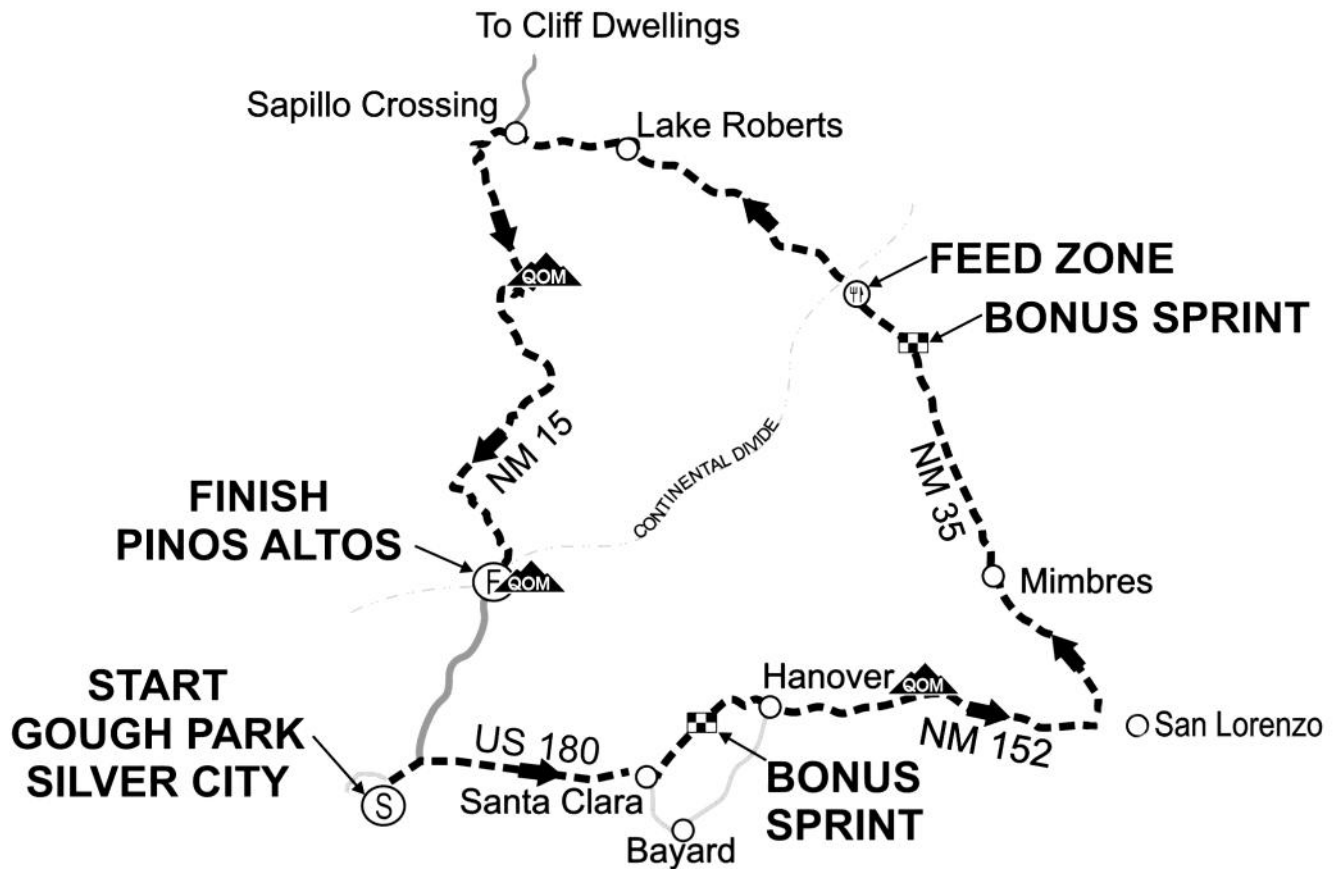 To Cliff Dwellings
Sapillo Crossing
Lake Roberts
QOM
FEED ZONE
BONUS SPRINT
NM 15
CONTINENTAL DIVIDE
NM 35
FINISH
PINOS ALTOS
F
QOM
Mimbres
START
GOUGH PARK
SILVER CITY
S
US 180
Santa Clara
Hanover
QOM
NM 152
San Lorenzo
BONUS
SPRINT
Bayard